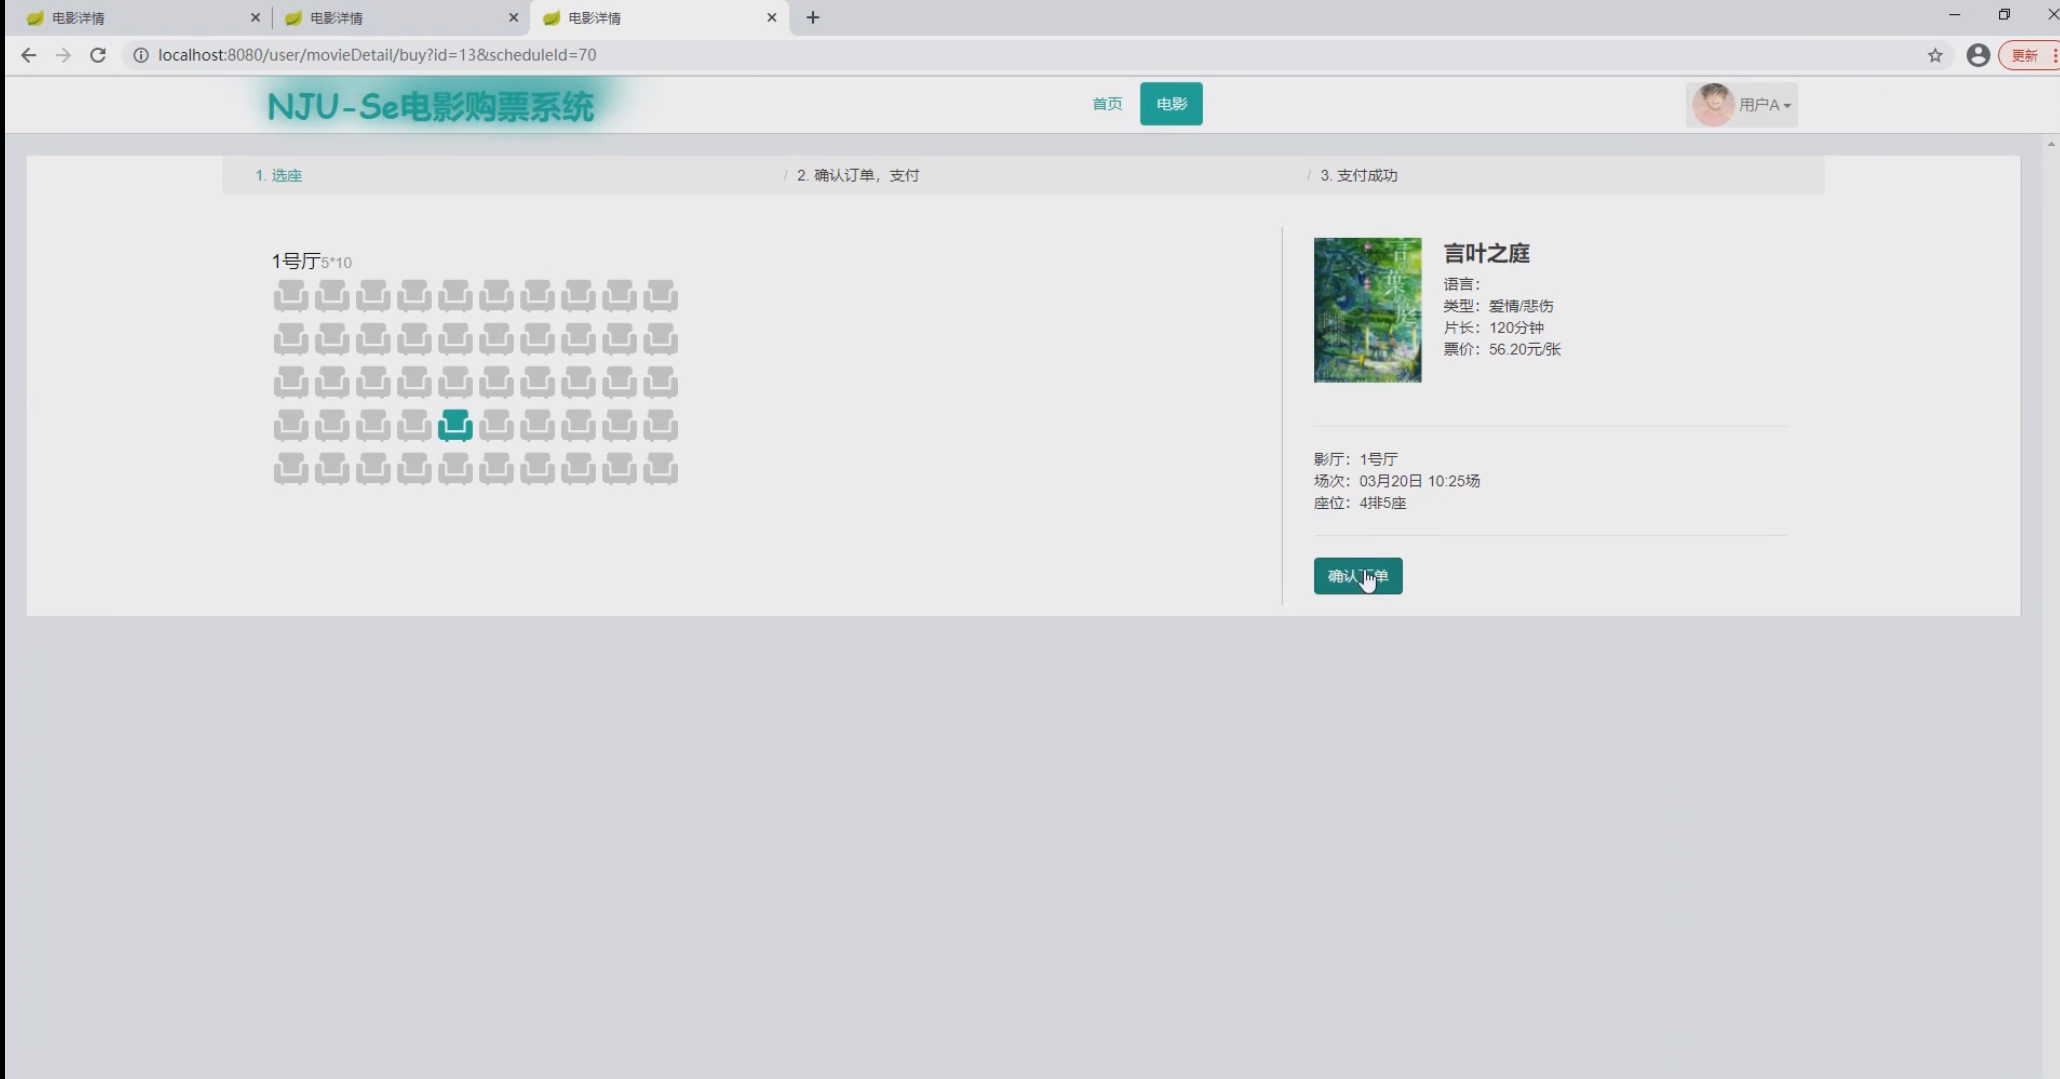 电影详情
电影详情
电影详情
localhost:8080/user/movieDetail/buy?id=13&scheduleId=70
更新
NJU-Se电影购票系统
首页
电影
用户A
1. 选座
/ 2. 确认订单，支付
/ 3. 支付成功
1号厅5*10
言叶之庭
语言：
类型：爱情/悲伤
片长：120分钟
票价：56.20元/张
影厅：1号厅
场次：03月20日 10:25场
座位：4排5座
确认订单